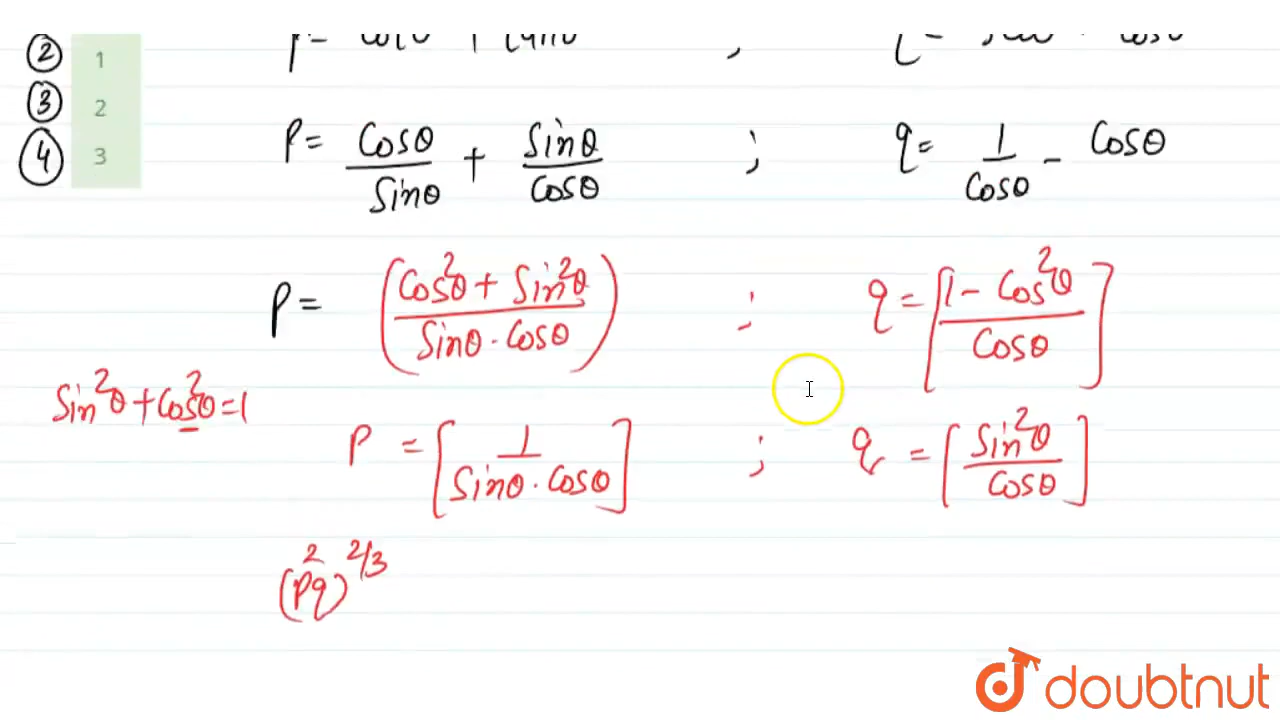 ② 1
③ 2
④ 3
P = Cosθ/Sinθ + Sinθ/Cosθ ; q = 1/Cosθ - Cosθ
P = (Cos²θ + Sin²θ / Sinθ · Cosθ) ; q = [1 - Cos²θ / Cosθ]
Sin²θ + Cos²θ = 1
P = [1 / Sinθ · Cosθ] ; q = [Sin²θ / Cosθ]
(P²q)^2/3
doubtnut